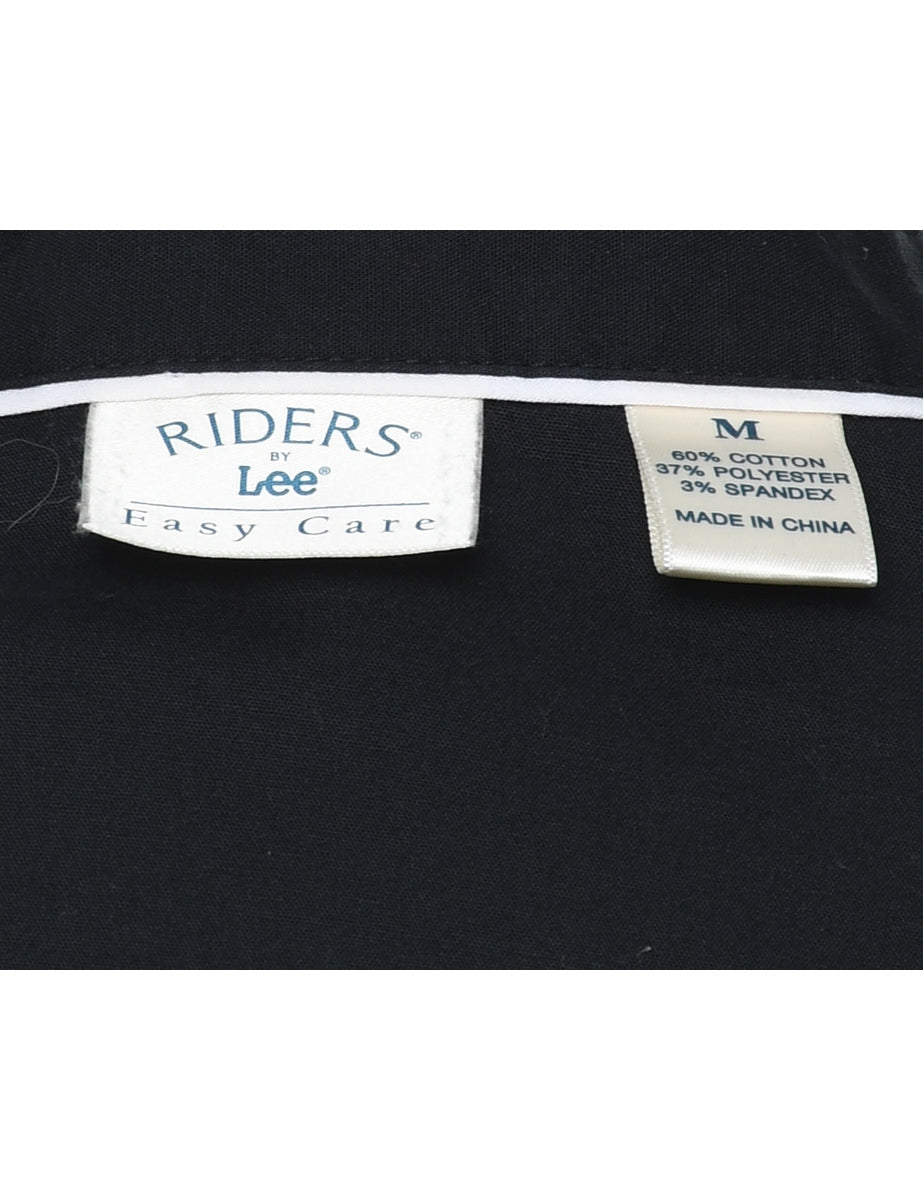 RIDERS®
BY
Lee®
Easy Care
M
60% COTTON
37% POLYESTER
3% SPANDEX
MADE IN CHINA